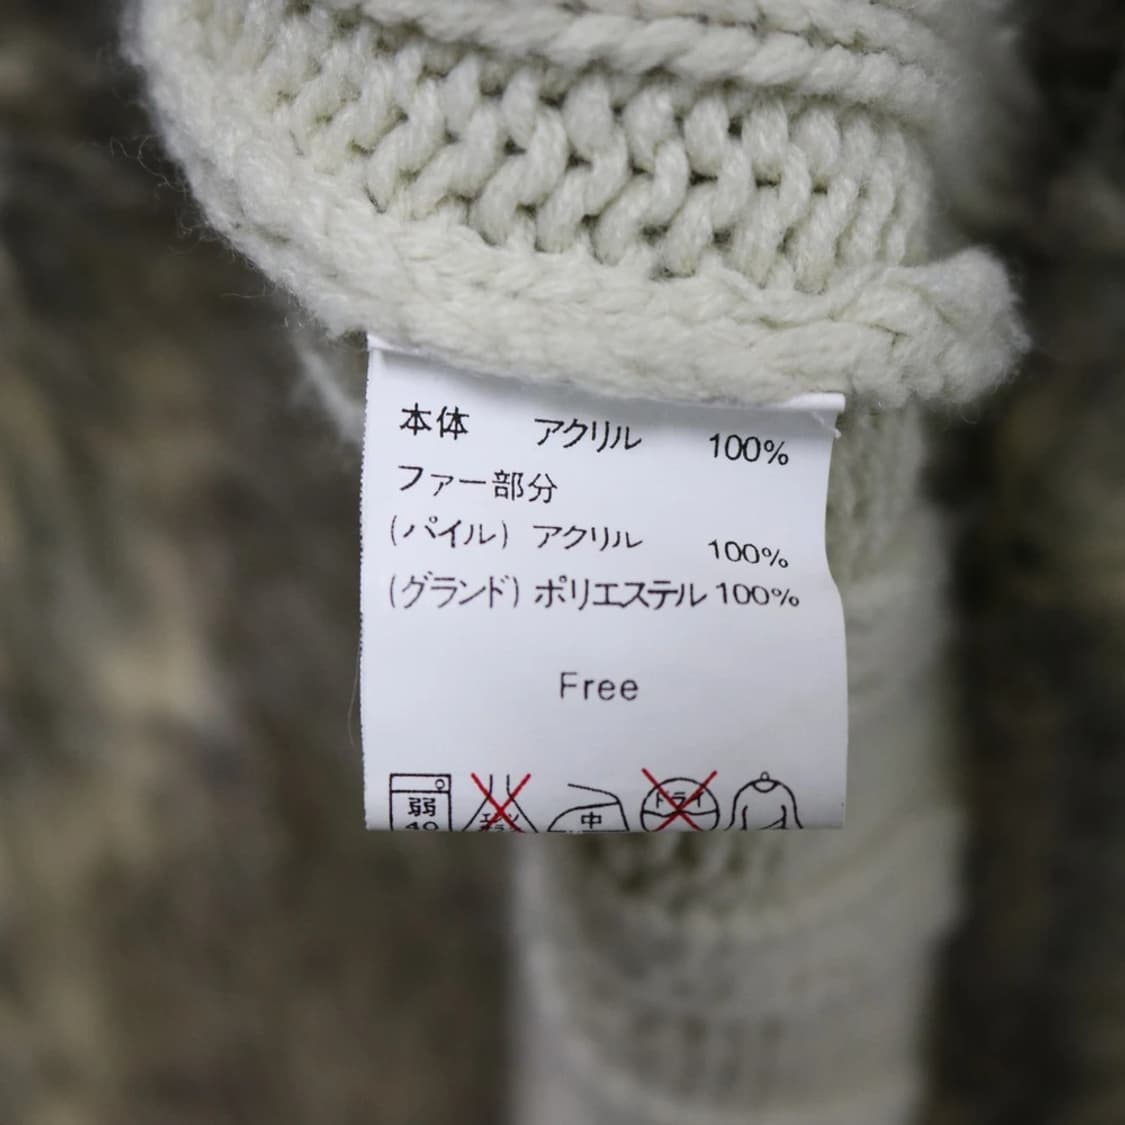 本体 アクリル 100%
ファー部分
(パイル) アクリル 100%
(グランド) ポリエステル 100%
Free
弱 中 ドライ